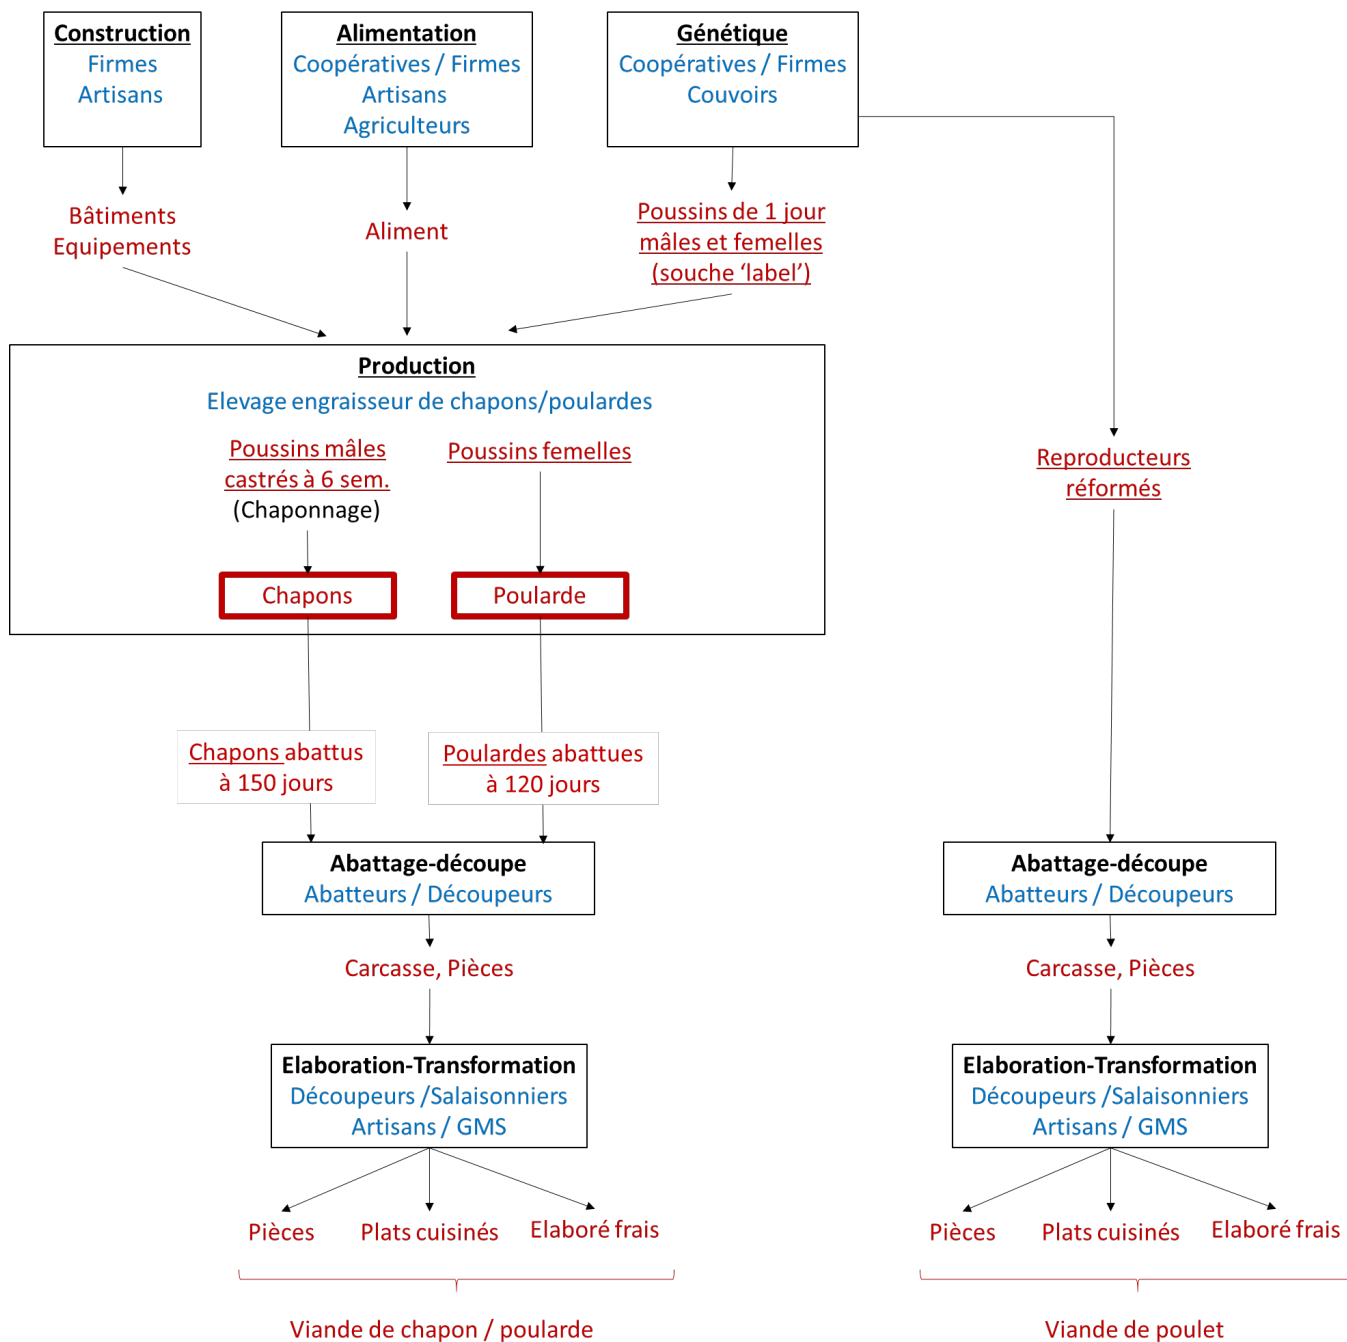 Construction
Firmes
Artisans
Alimentation
Coopératives / Firmes
Artisans
Agriculteurs
Génétique
Coopératives / Firmes
Couvoirs
Bâtiments
Equipements
Aliment
Poussins de 1 jour
mâles et femelles
(souche ‘label’)
Production
Elevage engraisseur de chapons/poulardes
Poussins mâles
castrés à 6 sem.
(Chaponnage)
Poussins femelles
Reproducteurs
réformés
Chapons
Poularde
Chapons abattus
à 150 jours
Poulardes abattues
à 120 jours
Abattage-découpe
Abatteurs / Découpeurs
Abattage-découpe
Abatteurs / Découpeurs
Carcasse, Pièces
Carcasse, Pièces
Elaboration-Transformation
Découpeurs /Salaisonniers
Artisans / GMS
Elaboration-Transformation
Découpeurs /Salaisonniers
Artisans / GMS
Pièces
Plats cuisinés
Elaboré frais
Pièces
Plats cuisinés
Elaboré frais
Viande de chapon / poularde
Viande de poulet